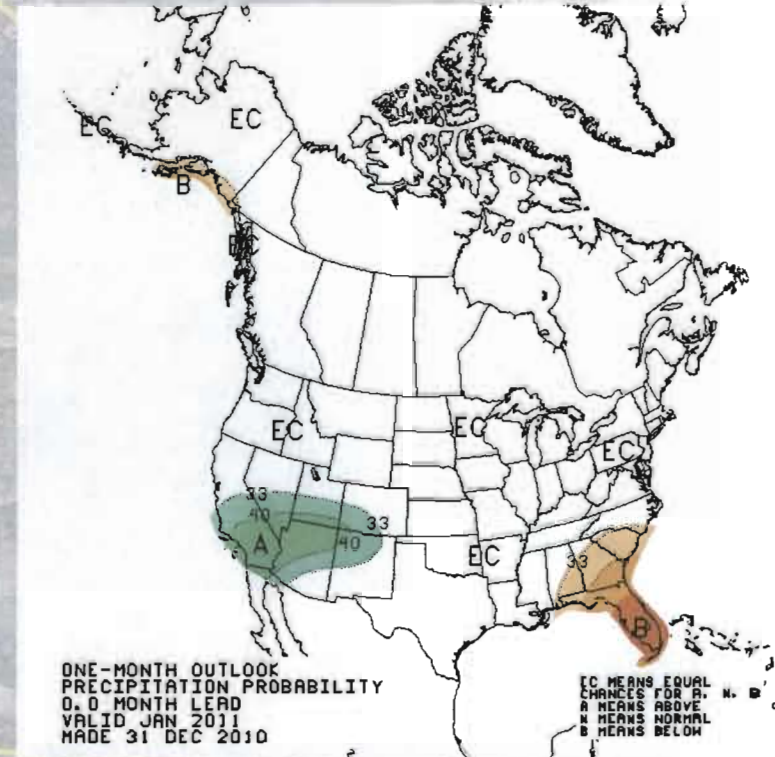 EC
EC
B
EC
EC
EC
EC
33
40
33
A
40
EC
33
B
ONE-MONTH OUTLOOK
PRECIPITATION PROBABILITY
0.0 MONTH LEAD
VALID JAN 2011
MADE 31 DEC 2010
EC MEANS EQUAL
CHANCES FOR A, N, B
A MEANS ABOVE
N MEANS NORMAL
B MEANS BELOW